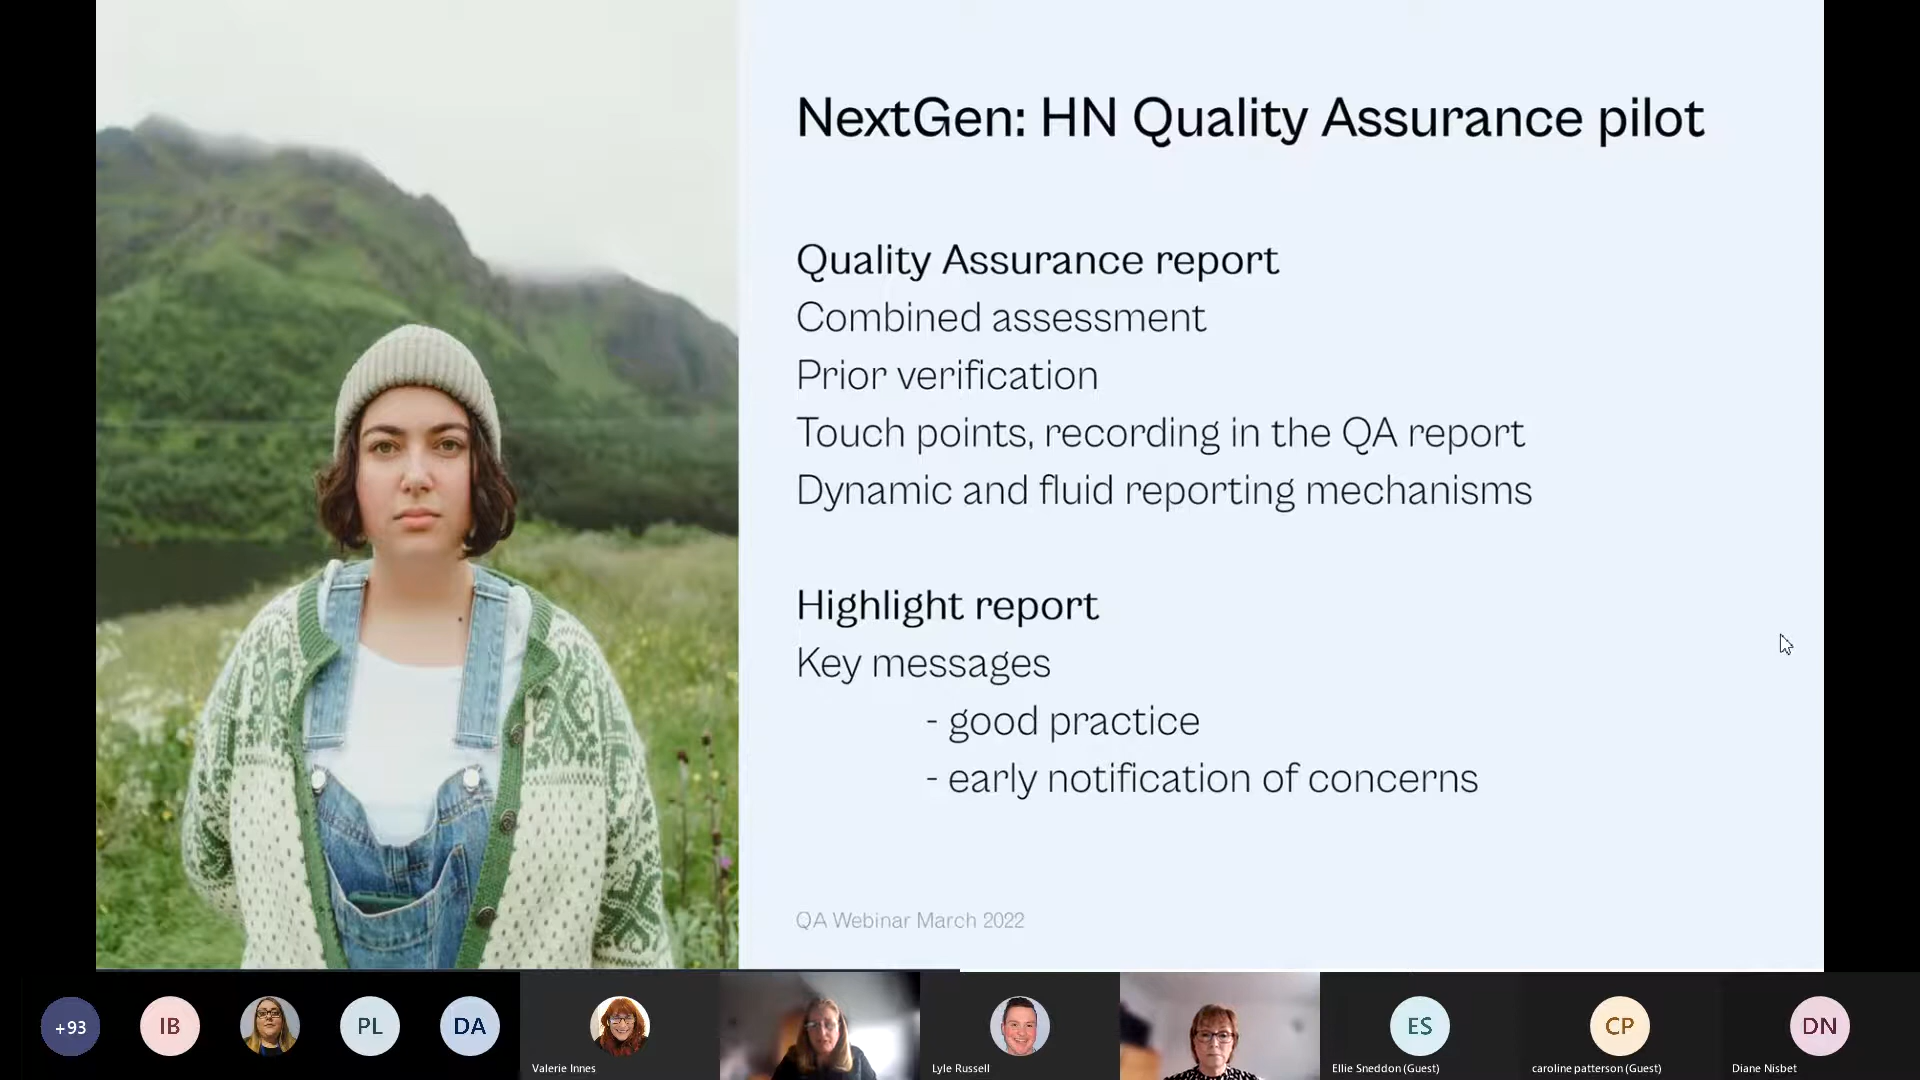 NextGen: HN Quality Assurance pilot
Quality Assurance report
Combined assessment
Prior verification
Touch points, recording in the QA report
Dynamic and fluid reporting mechanisms
Highlight report
Key messages
- good practice
- early notification of concerns
QA Webinar March 2022
+93
IB
PL
DA
Valerie Innes
Lyle Russell
ES
Ellie Sneddon (Guest)
CP
caroline patterson (Guest)
DN
Diane Nisbet